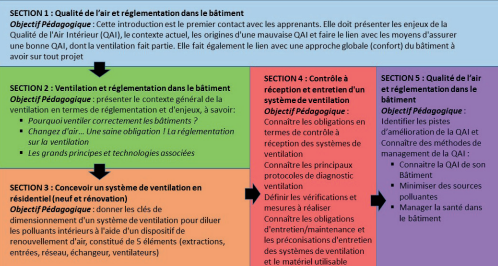 SECTION 1 : Qualité de l'air et réglementation dans le bâtiment
Objectif Pédagogique : Cette introduction est le premier contact avec les apprenants. Elle doit présenter les enjeux de la
Qualité de l'Air Intérieur (QAI), le contexte actuel, les origines d'une mauvaise QAI et faire le lien avec les moyens d'assurer
une bonne QAI, dont la ventilation fait partie. Elle fait également le lien avec une approche globale (confort) du bâtiment à
avoir sur tout projet
SECTION 2 : Ventilation et réglementation dans le bâtiment
Objectif Pédagogique : présenter le contexte général de la
ventilation en termes de réglementation et d'enjeux, à savoir:
Pourquoi ventiler correctement les bâtiments ?
Changez d'air... Une saine obligation ! La réglementation
sur la ventilation
Les grands principes et technologies associées
SECTION 3 : Concevoir un système de ventilation en
résidentiel (neuf et rénovation)
Objectif Pédagogique : donner les clés de
dimensionnement d'un système de ventilation pour diluer
les polluants intérieurs à l'aide d'un dispositif de
renouvellement d'air, constitué de 5 éléments (extractions,
entrées, réseau, échangeur, ventilateurs)
SECTION 4 : Contrôle à
réception et entretien d'un
système de ventilation
Objectif Pédagogique :
Connaître les obligations en
termes de contrôle à
réception des systèmes de
ventilation
Connaître les principaux
protocoles de diagnostic
ventilation
Définir les vérifications et
mesures à réaliser
Connaître les obligations
d'entretien/maintenance et
les préconisations d'entretien
des systèmes de ventilation
et le matériel utilisable
SECTION 5 : Qualité de l'air
et réglementation dans le
bâtiment
Objectif Pédagogique :
Identifier les pistes
d'amélioration de la QAI et
Connaître des méthodes de
management de la QAI :
Connaitre la QAI de son
Bâtiment
Minimiser des sources
polluantes
Manager la santé dans
le bâtiment